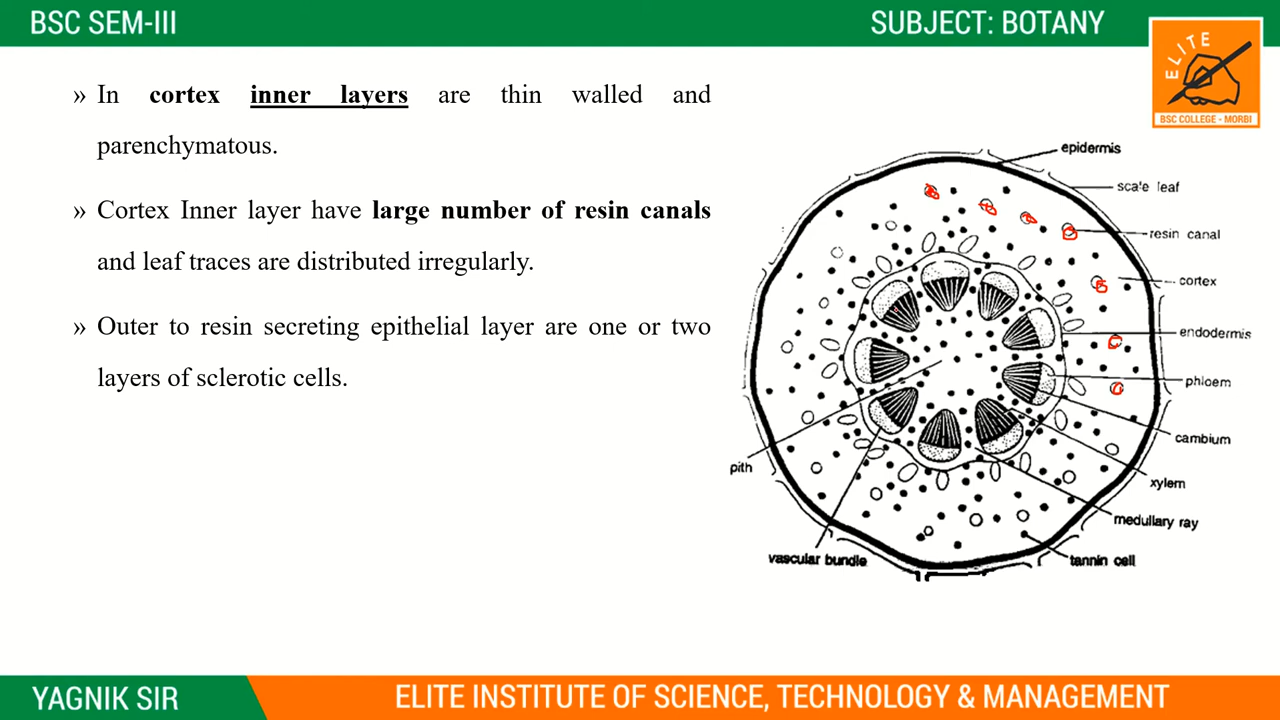 BSC SEM-III
SUBJECT: BOTANY
ELITE
BSC COLLEGE - MORBI
» In cortex inner layers are thin walled and
parenchymatous.
» Cortex Inner layer have large number of resin canals
and leaf traces are distributed irregularly.
» Outer to resin secreting epithelial layer are one or two
layers of sclerotic cells.
epidermis
scale leaf
resin canal
cortex
endodermis
phloem
cambium
xylem
medullary ray
tannin cell
pith
vascular bundle
YAGNIK SIR
ELITE INSTITUTE OF SCIENCE, TECHNOLOGY & MANAGEMENT